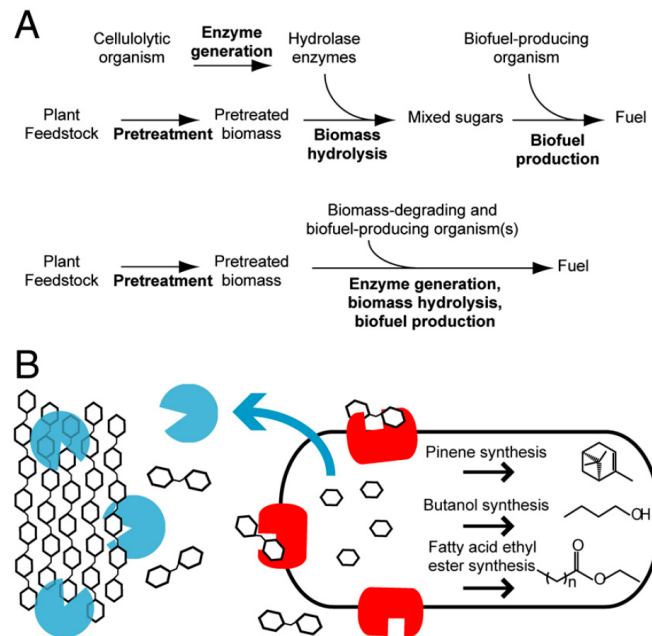 A
Cellulolytic organism
Enzyme generation
Hydrolase enzymes
Biofuel-producing organism
Plant Feedstock
Pretreatment
Pretreated biomass
Biomass hydrolysis
Mixed sugars
Biofuel production
Fuel
Biomass-degrading and
biofuel-producing organism(s)
Plant Feedstock
Pretreatment
Pretreated biomass
Enzyme generation,
biomass hydrolysis,
biofuel production
Fuel
B
Pinene synthesis
Butanol synthesis
OH
Fatty acid ethyl
ester synthesis
O
n
O